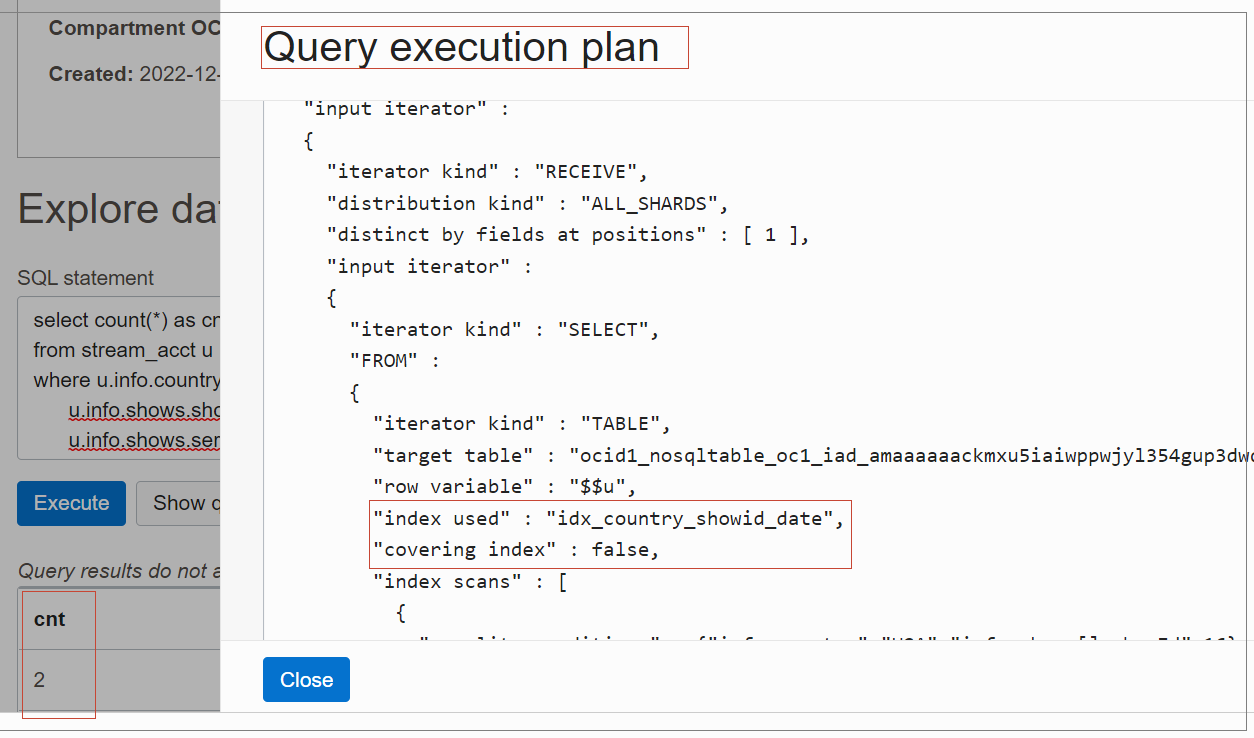 Compartment OC
Created: 2022-12-
Explore da
SQL statement
select count(*) as cn
from stream_acct u
where u.info.country
u.info.shows.sho
u.info.shows.ser
Execute
Show
Query results do not a
cnt
2
Query execution plan
"input iterator" :
{
"iterator kind" : "RECEIVE",
"distribution kind" : "ALL_SHARDS",
"distinct by fields at positions" : [ 1 ],
"input iterator" :
{
"iterator kind" : "SELECT",
"FROM" :
{
"iterator kind" : "TABLE",
"target table" : "ocid1_nosqltable_oc1_iad_amaaaaaackmxu5iaiwppwjyl354gup3dwc
"row variable" : "$$u",
"index used" : "idx_country_showid_date",
"covering index" : false,
"index scans" : [
{
Close